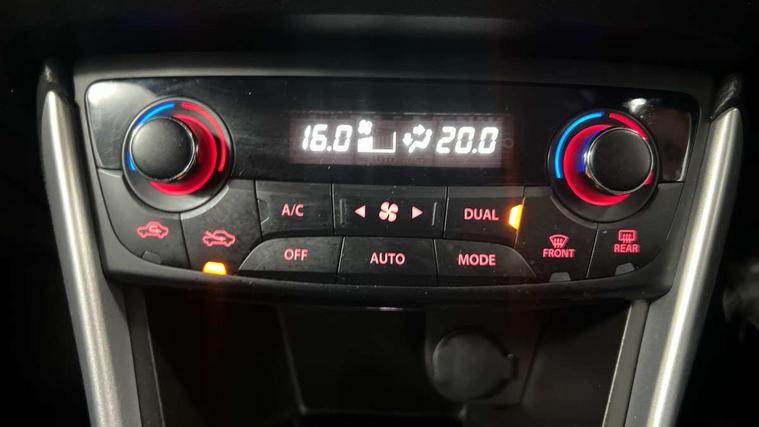 16.0 20.0
A/C DUAL
OFF AUTO MODE FRONT REAR